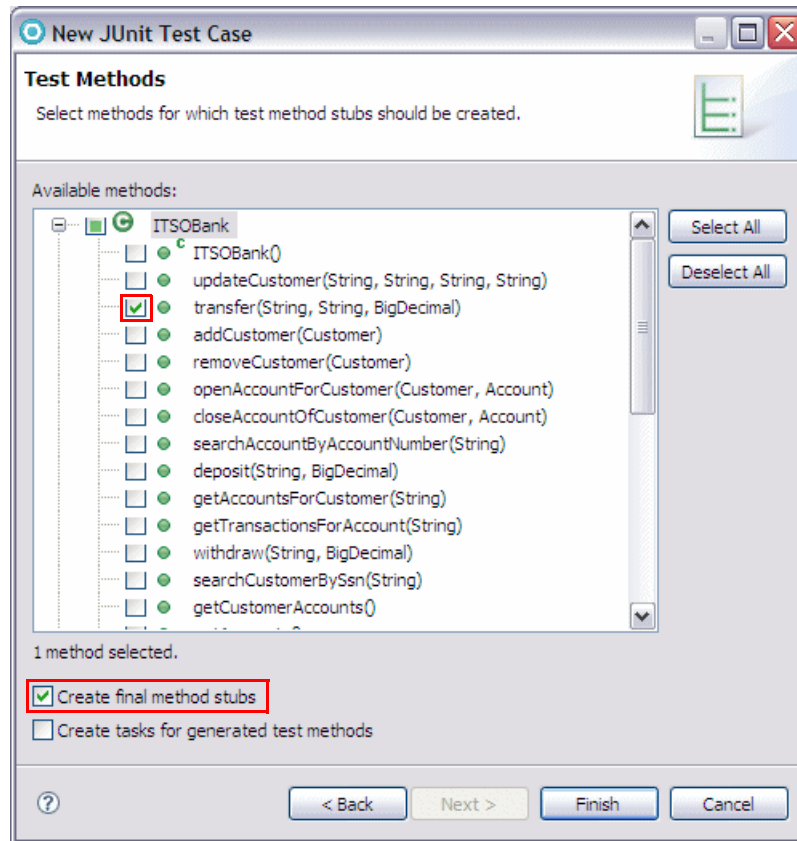 New JUnit Test Case
Test Methods
Select methods for which test method stubs should be created.
Available methods:
ITSOBank
ITSOBank()
updateCustomer(String, String, String, String)
transfer(String, String, BigDecimal)
addCustomer(Customer)
removeCustomer(Customer)
openAccountForCustomer(Customer, Account)
closeAccountOfCustomer(Customer, Account)
searchAccountByAccountNumber(String)
deposit(String, BigDecimal)
getAccountsForCustomer(String)
getTransactionsForAccount(String)
withdraw(String, BigDecimal)
searchCustomerBySsn(String)
getCustomerAccounts()
Select All
Deselect All
1 method selected.
Create final method stubs
Create tasks for generated test methods
< Back
Next >
Finish
Cancel